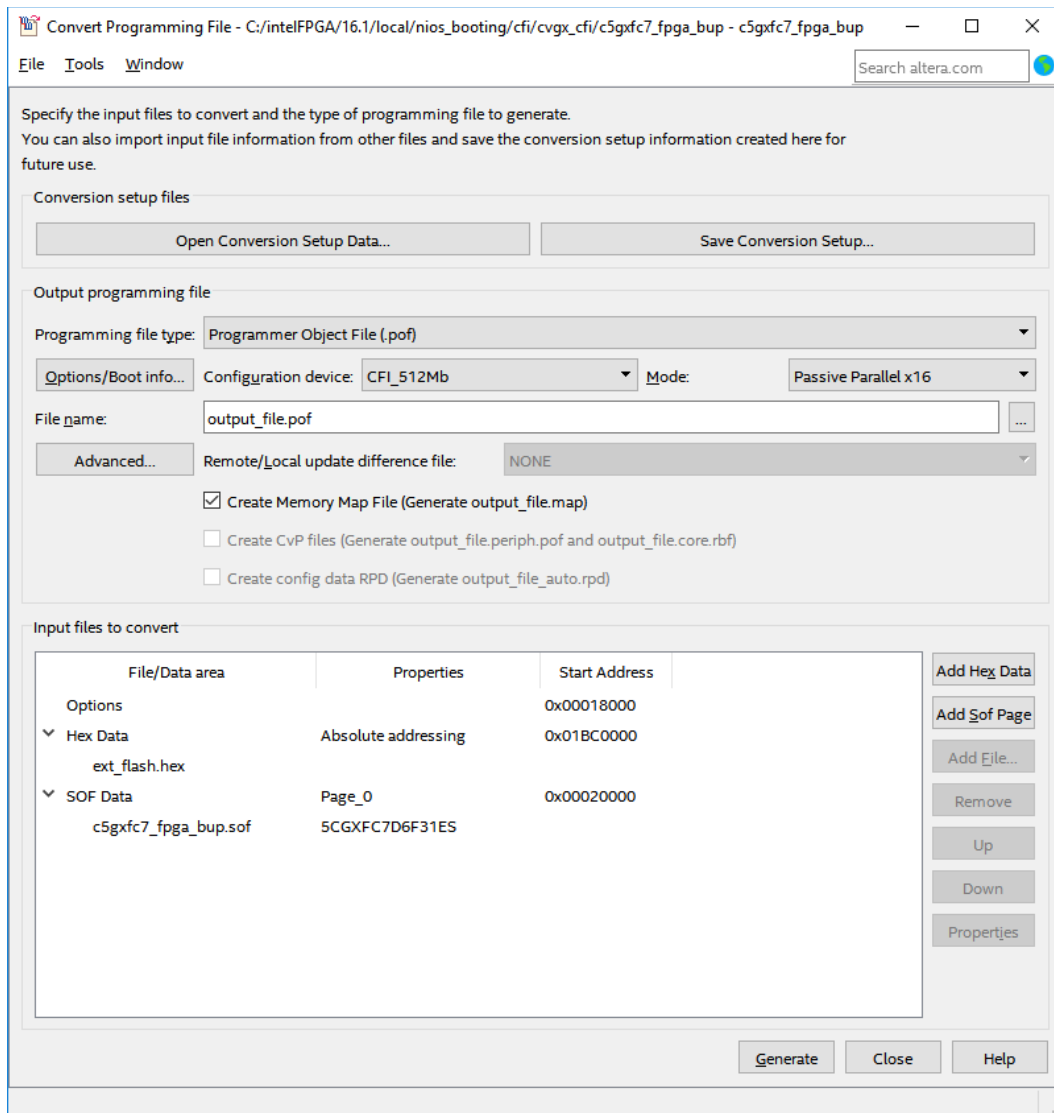 Convert Programming File - C:/intelFPGA/16.1/local/nios_booting/cfi/cvgx_cfi/c5gxfc7_fpga_bup - c5gxfc7_fpga_bup
File Tools Window
Search altera.com
Specify the input files to convert and the type of programming file to generate.
You can also import input file information from other files and save the conversion setup information created here for
future use.
Conversion setup files
Open Conversion Setup Data...
Save Conversion Setup...
Output programming file
Programming file type: Programmer Object File (.pof)
Options/Boot info... Configuration device: CFI_512Mb Mode: Passive Parallel x16
File name: output_file.pof ...
Advanced... Remote/Local update difference file: NONE
Create Memory Map File (Generate output_file.map)
Create CvP files (Generate output_file.periph.pof and output_file.core.rbf)
Create config data RPD (Generate output_file_auto.rpd)
Input files to convert
File/Data area Properties Start Address
Options 0x00018000
Hex Data Absolute addressing 0x01BC0000
ext_flash.hex
SOF Data Page_0 0x00020000
c5gxfc7_fpga_bup.sof 5CGXFC7D6F31ES
Add Hex Data
Add Sof Page
Add File...
Remove
Up
Down
Properties
Generate Close Help